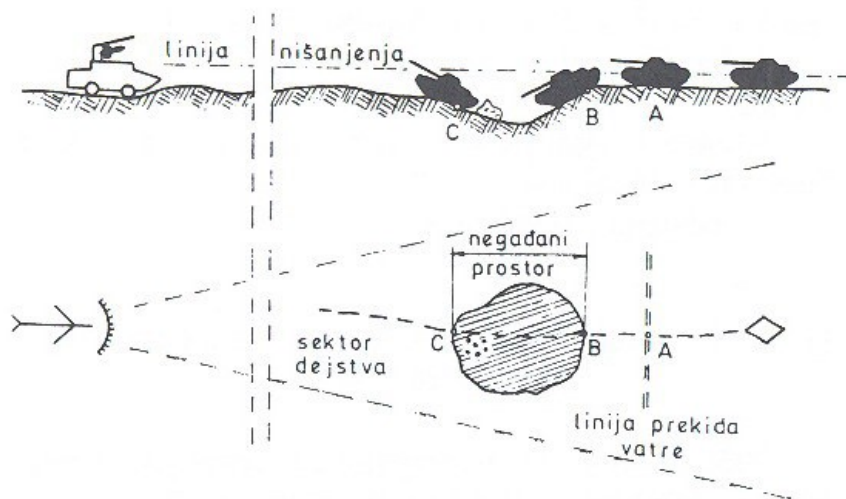 linija nišanjenja
C B A
negađani
prostor
C B A
sektor
dejstva
linija prekida
vatre